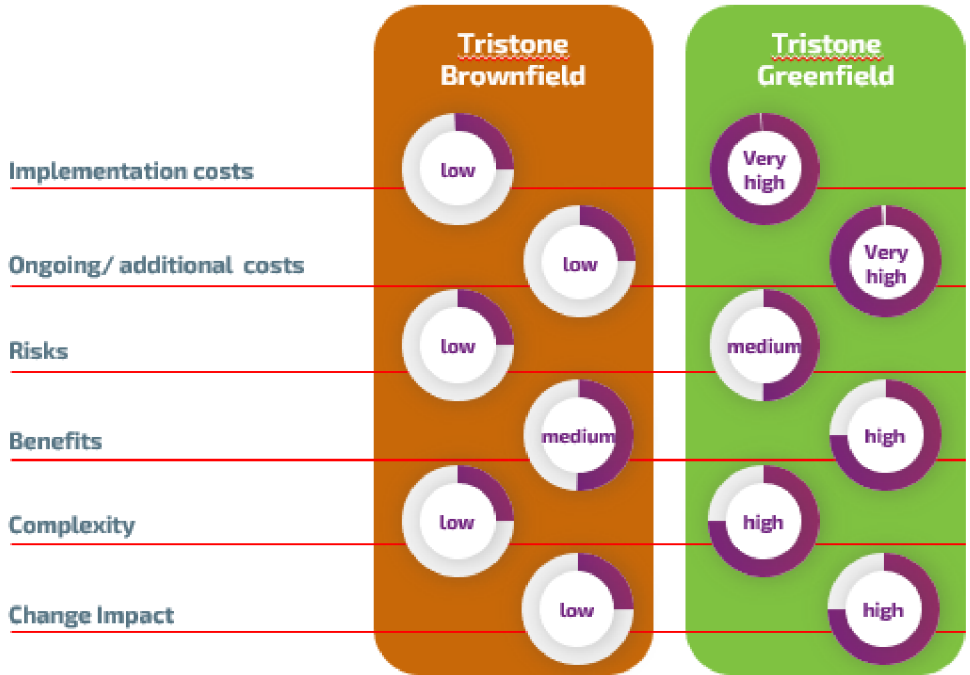 Tristone
Brownfield
Tristone
Greenfield
Implementation costs
low
Very
high
Ongoing/ additional costs
low
Very
high
Risks
low
medium
Benefits
medium
high
Complexity
low
high
Change Impact
low
high